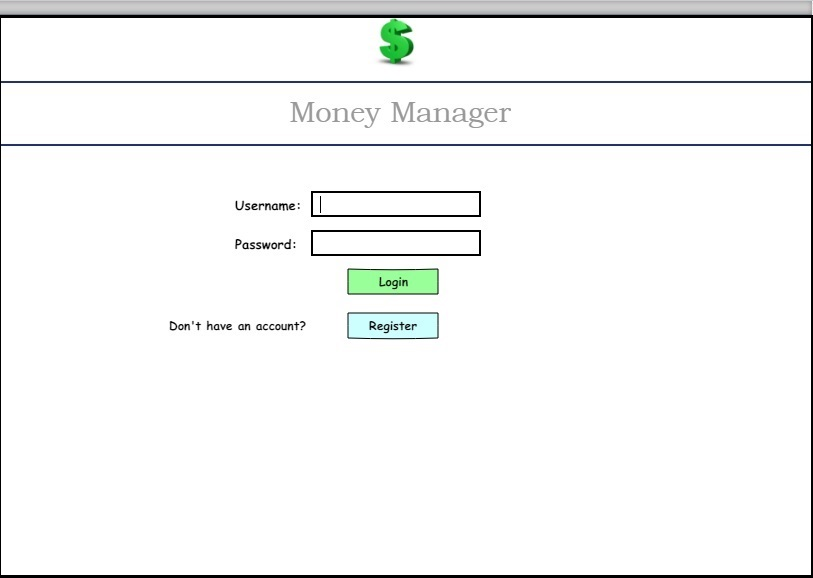 $
Money Manager
Username:
Password:
Login
Don't have an account? Register